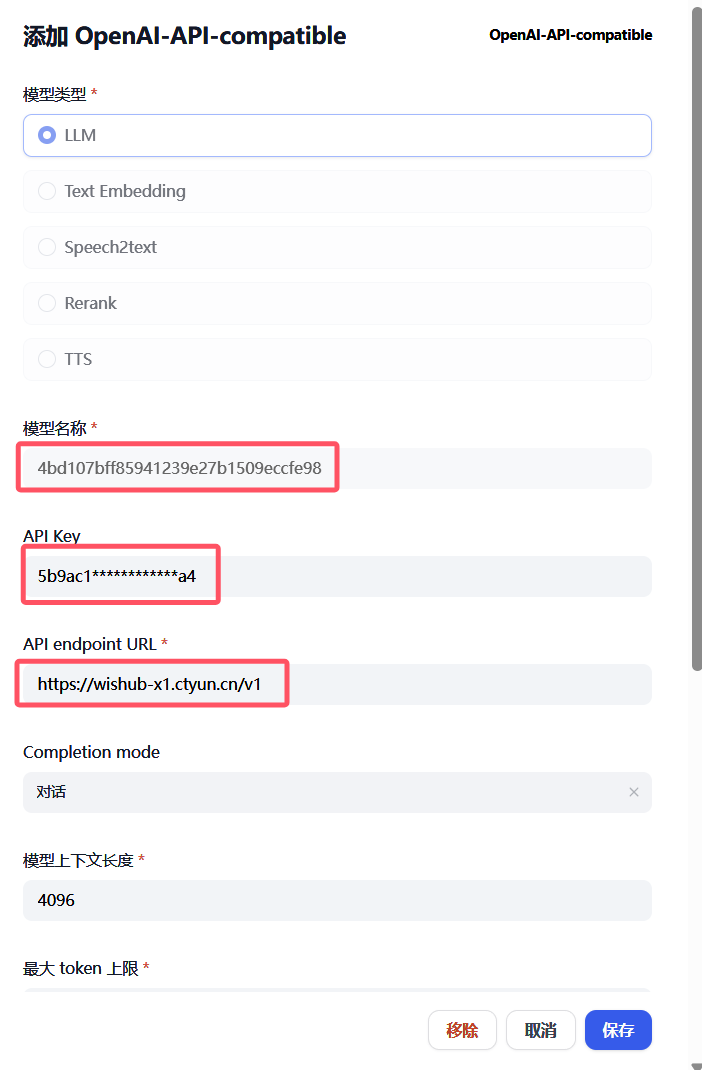 添加 OpenAI-API-compatible
OpenAI-API-compatible
模型类型 *
LLM
Text Embedding
Speech2text
Rerank
TTS
模型名称 *
4bd107bff85941239e27b1509eccfe98
API Key
5b9ac1************a4
API endpoint URL *
https://wishub-x1.ctyun.cn/v1
Completion mode
对话
模型上下文长度 *
4096
最大 token 上限 *
移除
取消
保存